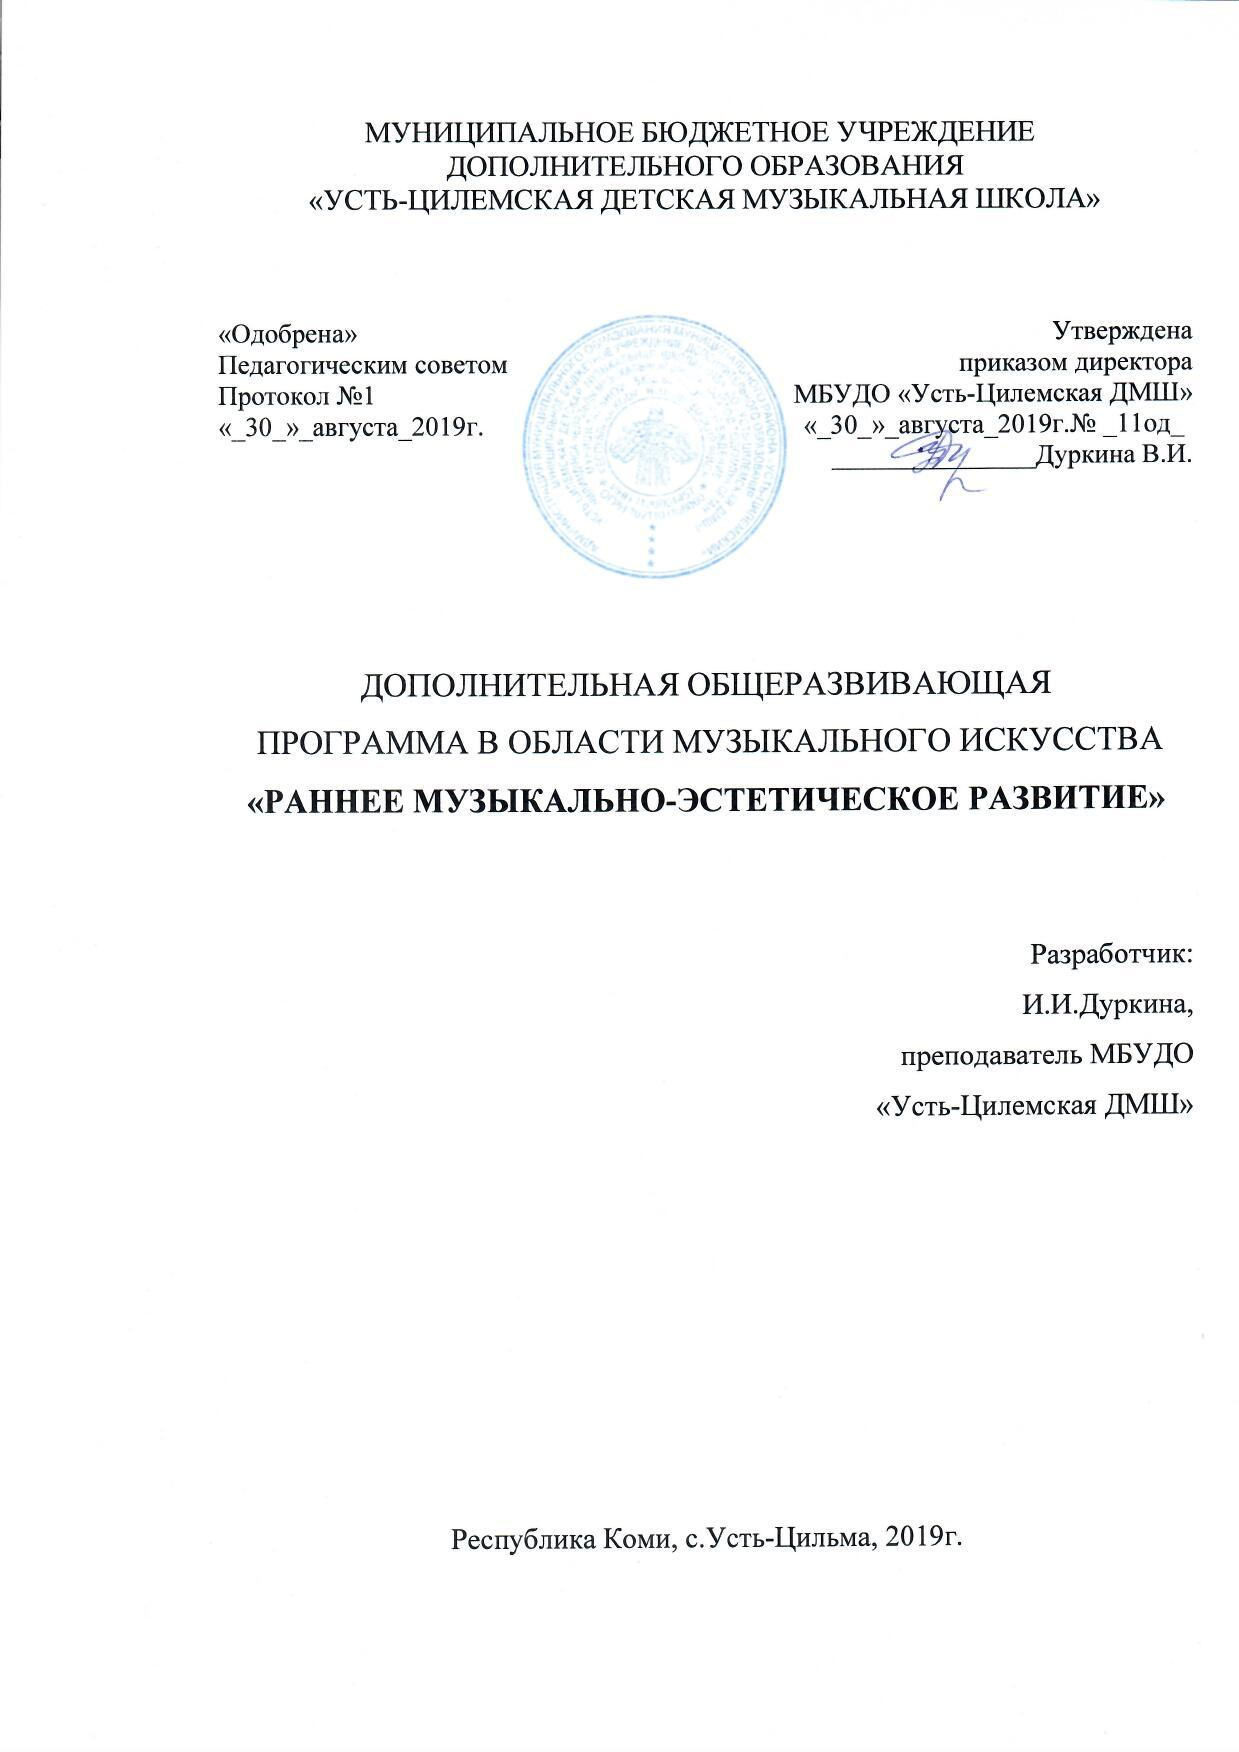 МУНИЦИПАЛЬНОЕ БЮДЖЕТНОЕ УЧРЕЖДЕНИЕ
ДОПОЛНИТЕЛЬНОГО ОБРАЗОВАНИЯ
«УСТЬ-ЦИЛЕМСКАЯ ДЕТСКАЯ МУЗЫКАЛЬНАЯ ШКОЛА»
«Одобрена»
Педагогическим советом
Протокол №1
«_30_»_августа_2019г.
Утверждена
приказом директора
МБУДО «Усть-Цилемская ДМШ»
«_30_»_августа_2019г.№ _11од_
_______________Дуркина В.И.
ДОПОЛНИТЕЛЬНАЯ ОБЩЕРАЗВИВАЮЩАЯ
ПРОГРАММА В ОБЛАСТИ МУЗЫКАЛЬНОГО ИСКУССТВА
«РАННЕЕ МУЗЫКАЛЬНО-ЭСТЕТИЧЕСКОЕ РАЗВИТИЕ»
Разработчик:
И.И.Дуркина,
преподаватель МБУДО
«Усть-Цилемская ДМШ»
Республика Коми, с.Усть-Цильма, 2019г.